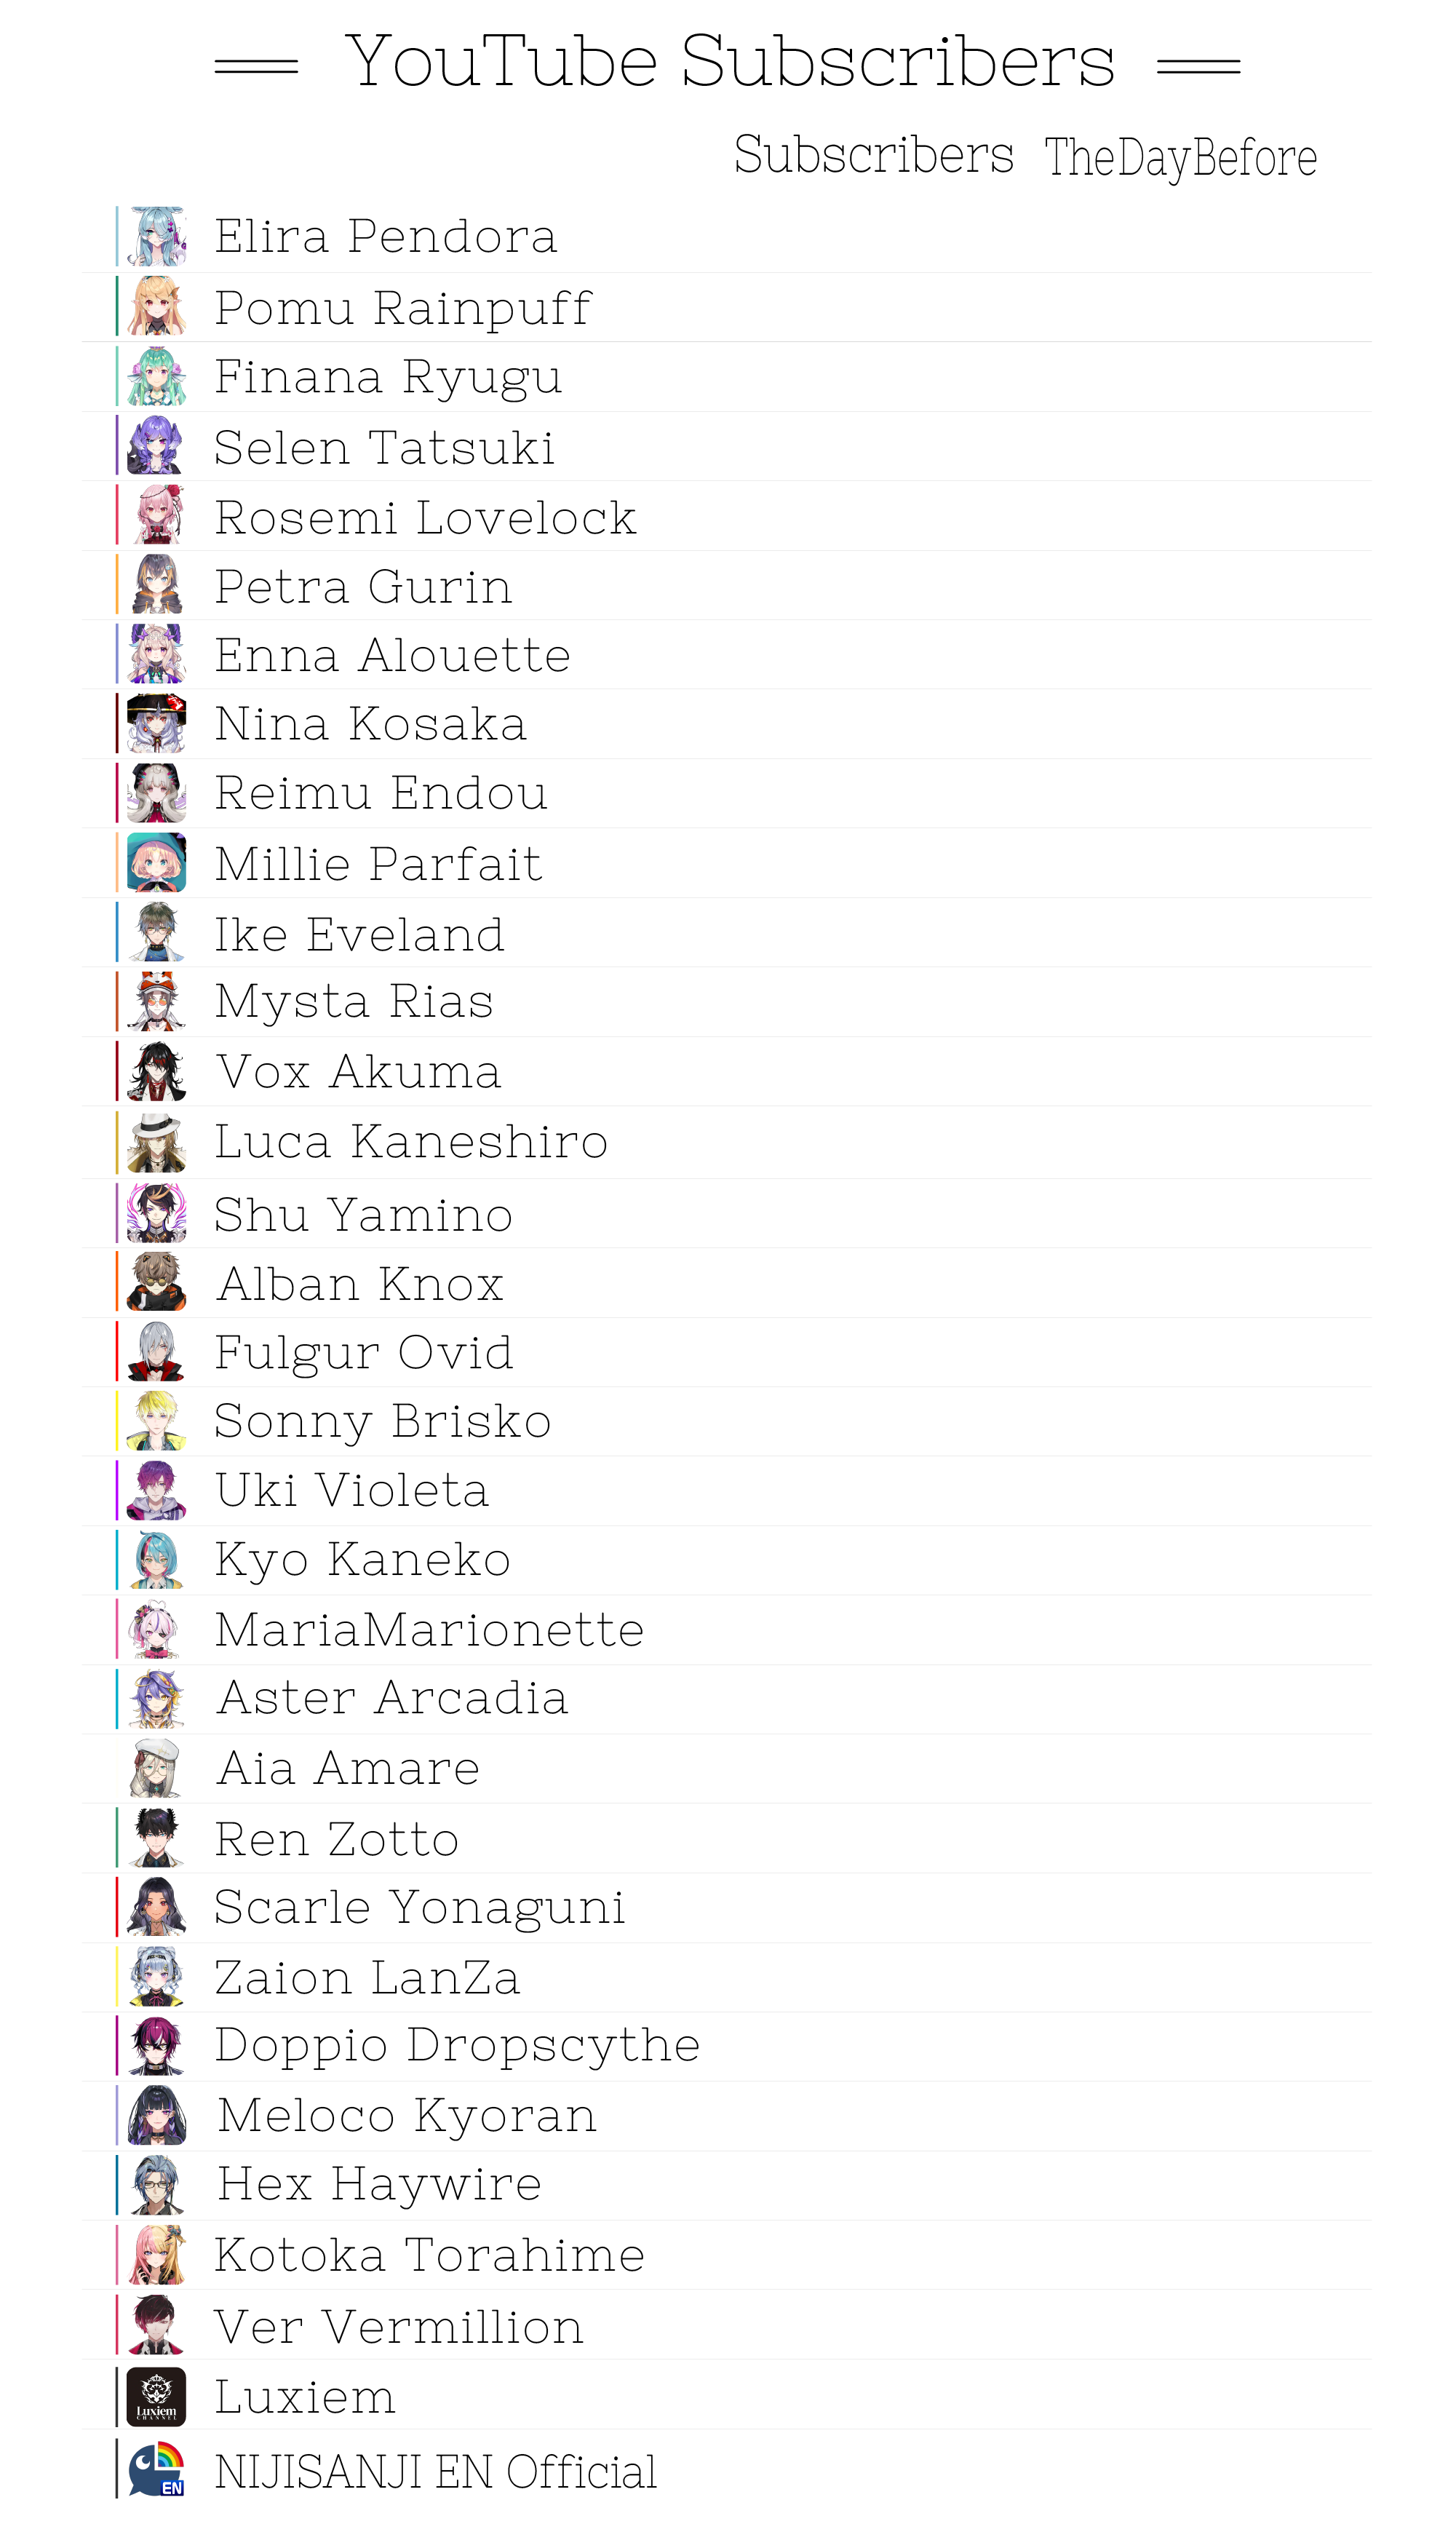 YouTube Subscribers
Subscribers TheDayBefore
Elira Pendora
Pomu Rainpuff
Finana Ryugu
Selen Tatsuki
Rosemi Lovelock
Petra Gurin
Enna Alouette
Nina Kosaka
Reimu Endou
Millie Parfait
Ike Eveland
Mysta Rias
Vox Akuma
Luca Kaneshiro
Shu Yamino
Alban Knox
Fulgur Ovid
Sonny Brisko
Uki Violeta
Kyo Kaneko
MariaMarionette
Aster Arcadia
Aia Amare
Ren Zotto
Scarle Yonaguni
Zaion LanZa
Doppio Dropscythe
Meloco Kyoran
Hex Haywire
Kotoka Torahime
Ver Vermillion
Luxiem
Luxiem
CHANNEL
NIJISANJI EN Official
EN